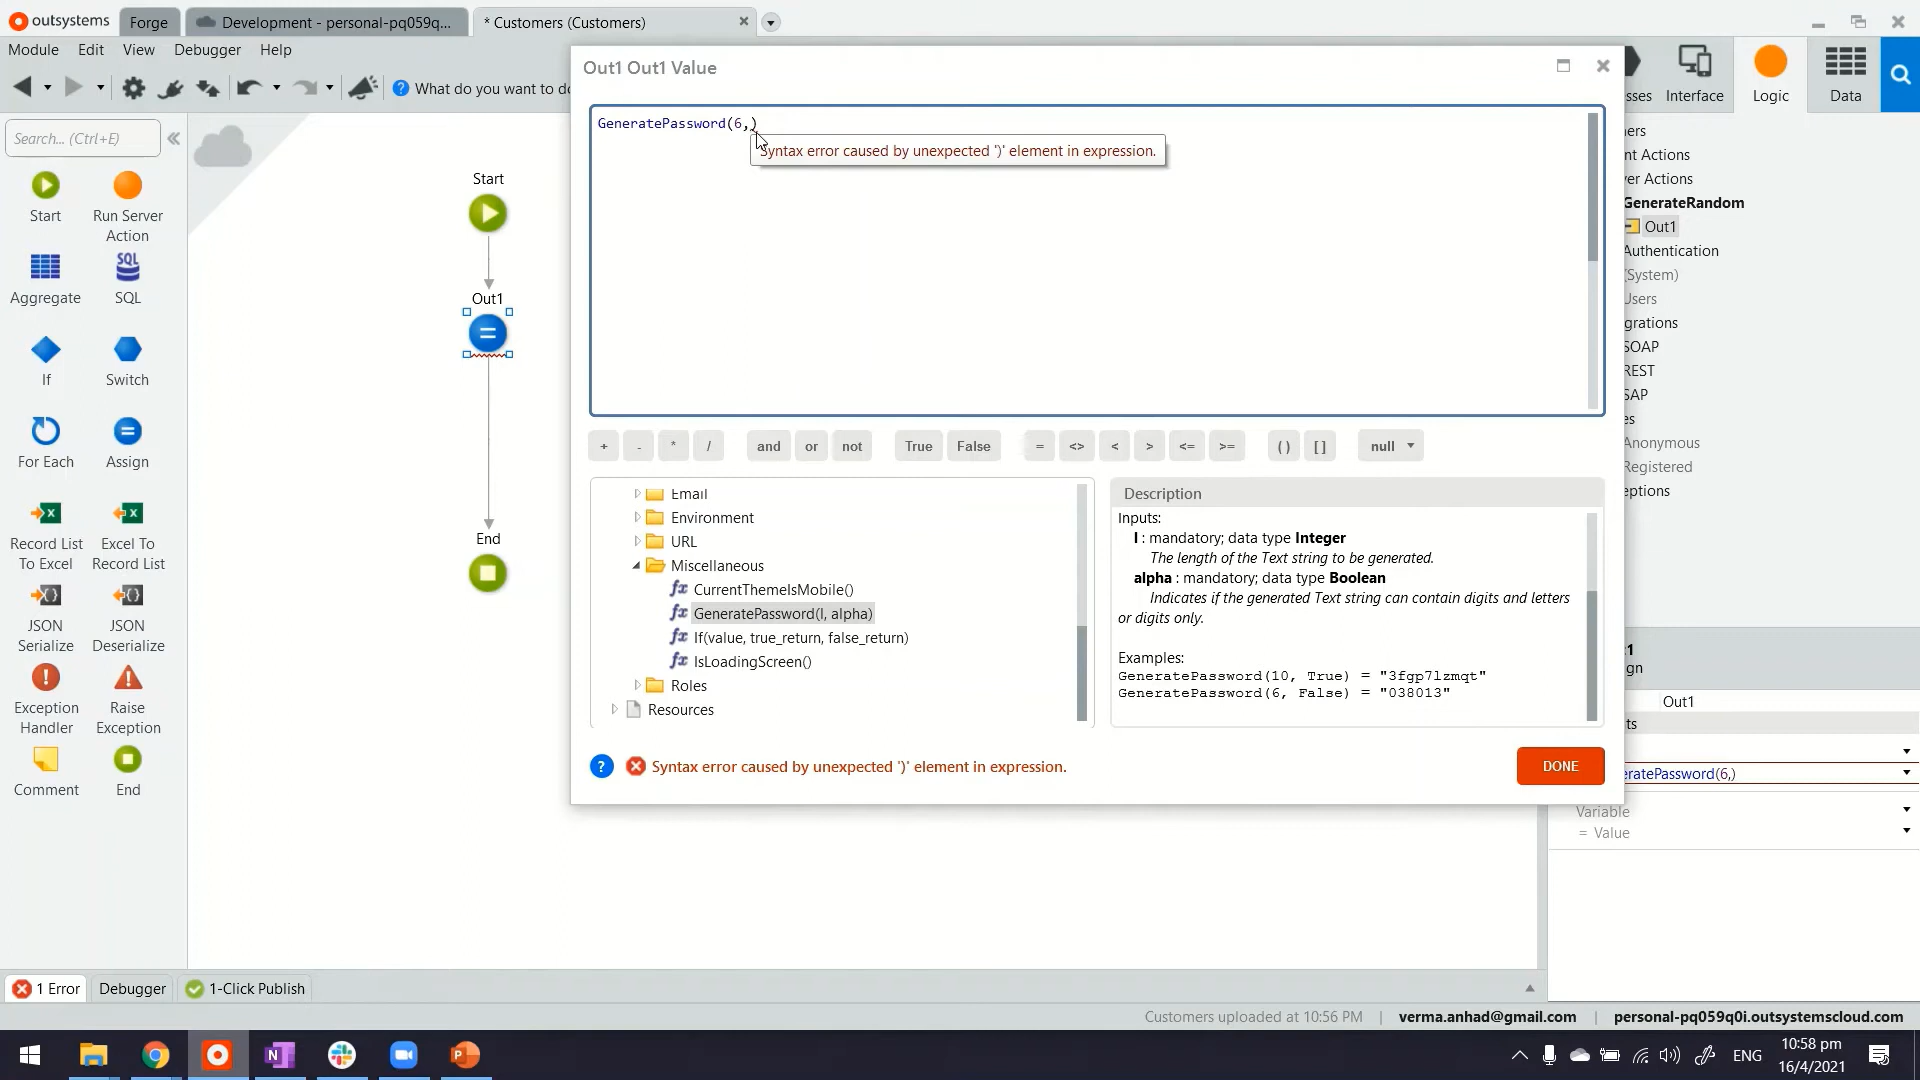 outsystems
Forge
Development - personal-pq059q...
* Customers (Customers)
Module Edit View Debugger Help
What do you want to do
Search... (Ctrl+E)
Start
Run Server
Action
Aggregate
SQL
If
Switch
For Each
Assign
Record List
To Excel
Excel To
Record List
JSON
Serialize
JSON
Deserialize
Exception
Handler
Raise
Exception
Comment
End
Start
Out1
End
Out1 Out1 Value
GeneratePassword(6,)
Syntax error caused by unexpected ')' element in expression.
+ - * / and or not True False = <> < > <= >= ( ) [ ] null
Email
Environment
URL
Miscellaneous
CurrentThemeIsMobile()
GeneratePassword(l, alpha)
If(value, true_return, false_return)
IsLoadingScreen()
Roles
Resources
Description
Inputs:
l : mandatory; data type Integer
The length of the Text string to be generated.
alpha : mandatory; data type Boolean
Indicates if the generated Text string can contain digits and letters
or digits only.
Examples:
GeneratePassword(10, True) = "3fgp7lzmqt"
GeneratePassword(6, False) = "038013"
? Syntax error caused by unexpected ')' element in expression.
DONE
sses
Interface
Logic
Data
ers
nt Actions
er Actions
GenerateRandom
Out1
Authentication
(System)
Users
grations
SOAP
REST
SAP
es
Anonymous
Registered
eptions
1
gn
Out1
ts
eratePassword(6,)
Variable
= Value
1 Error
Debugger
1-Click Publish
Customers uploaded at 10:56 PM | verma.anhad@gmail.com | personal-pq059q0i.outsystemscloud.com
ENG
10:58 pm
16/4/2021